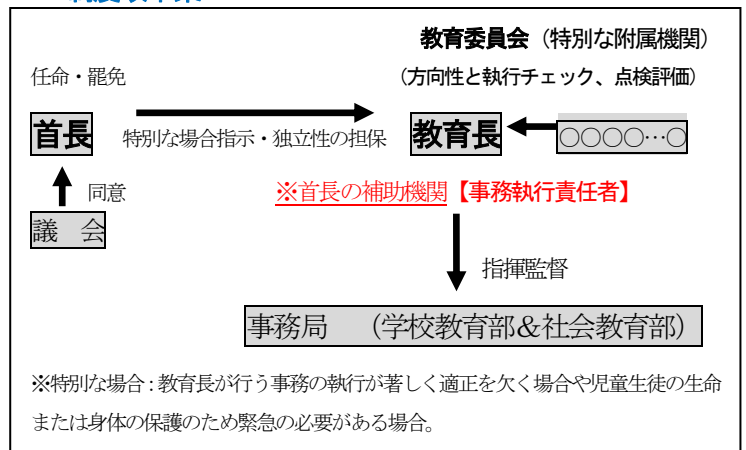 教育委員会（特別な附属機関）
任命・罷免
（方向性と執行チェック、点検評価）
首長
特別な場合指示・独立性の担保
教育長
○○○○…○
同意
※首長の補助機関【事務執行責任者】
議　会
指揮監督
事務局　（学校教育部＆社会教育部）
※特別な場合：教育長が行う事務の執行が著しく適正を欠く場合や児童生徒の生命
または身体の保護のため緊急の必要がある場合。